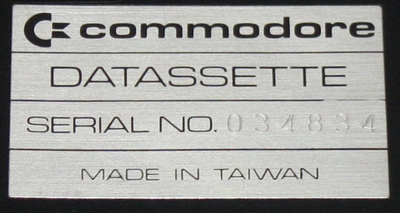 commodore
DATASSETTE
SERIAL NO. 034834
MADE IN TAIWAN